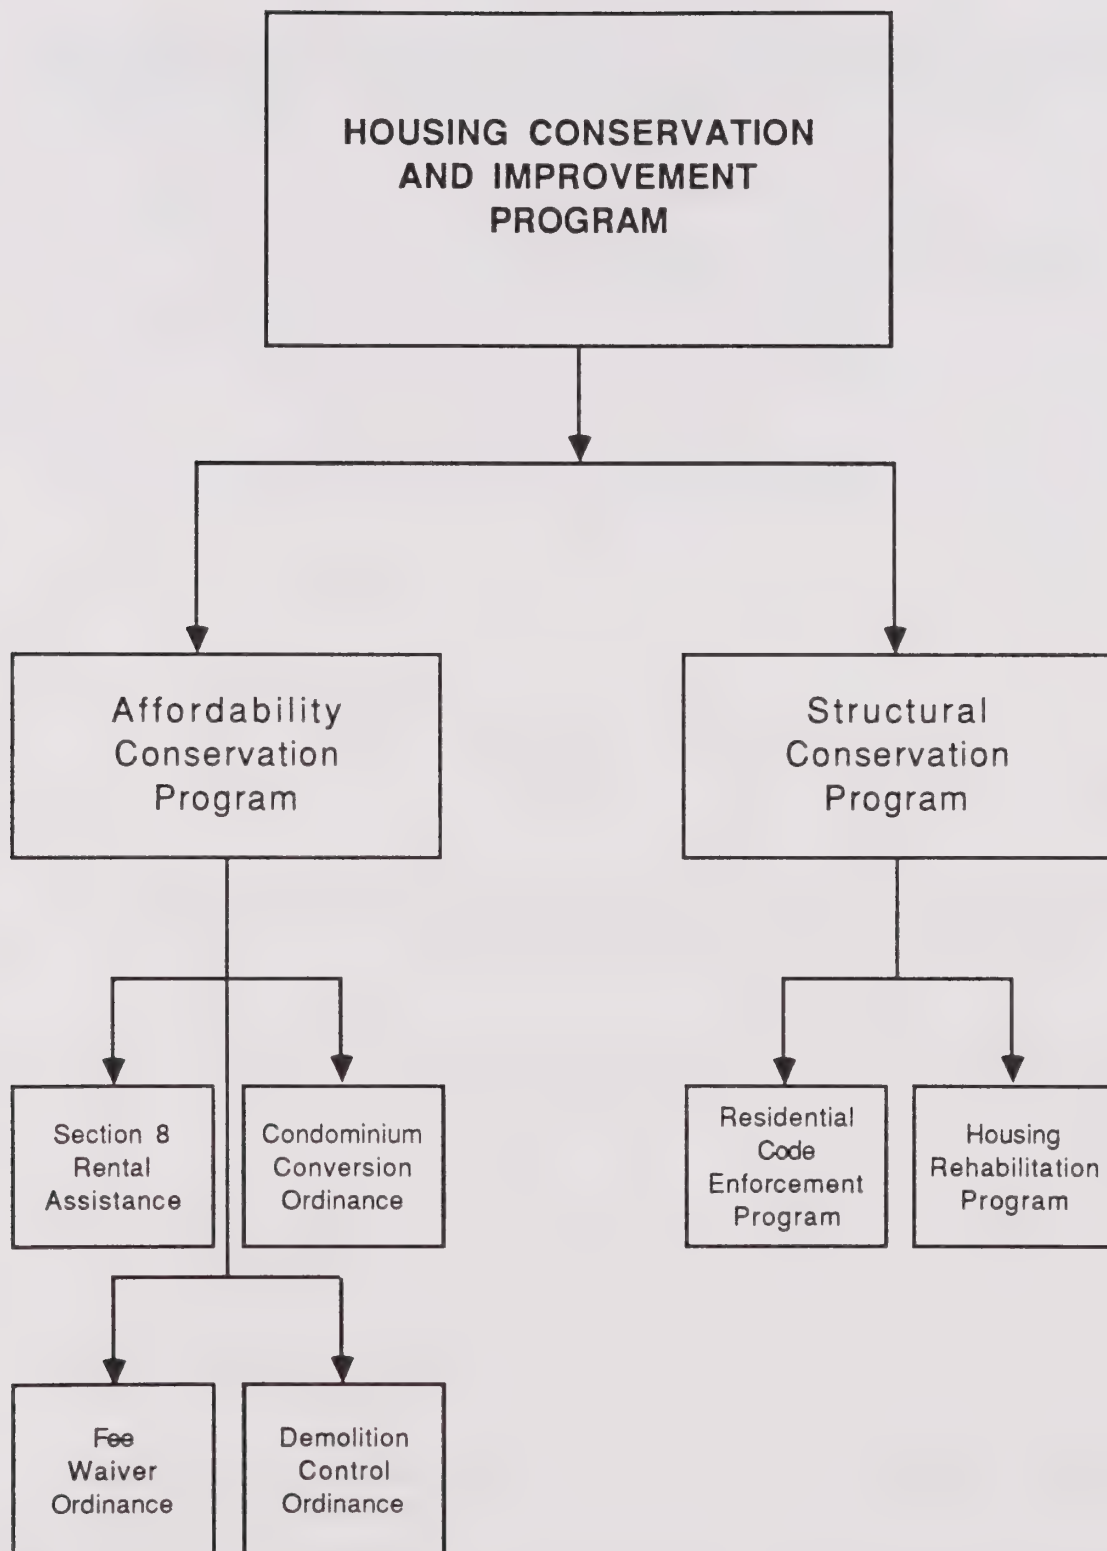 HOUSING CONSERVATION
AND IMPROVEMENT
PROGRAM
Affordability
Conservation
Program
Structural
Conservation
Program
Section 8
Rental
Assistance
Condominium
Conversion
Ordinance
Residential
Code
Enforcement
Program
Housing
Rehabilitation
Program
Fee
Waiver
Ordinance
Demolition
Control
Ordinance